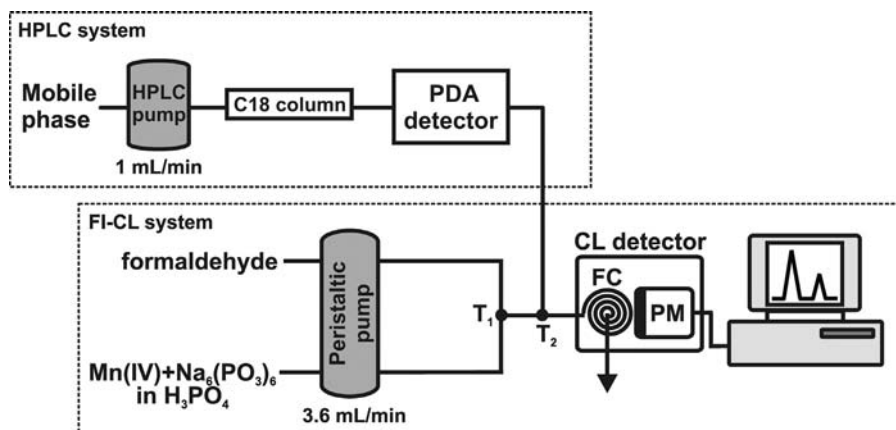 HPLC system
Mobile
phase
HPLC
pump
1 mL/min
C18 column
PDA
detector
FI-CL system
formaldehyde
Mn(IV)+Na₆(PO₃)₆
in H₃PO₄
Peristaltic
pump
3.6 mL/min
T₁
T₂
CL detector
FC
PM